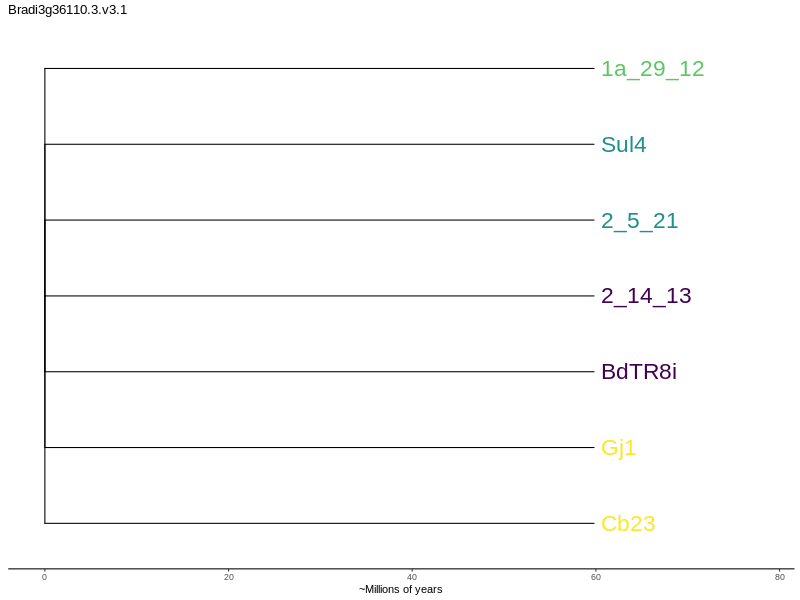 Bradi3g36110.3.v3.1
1a_29_12
Sul4
2_5_21
2_14_13
BdTR8i
Gj1
Cb23
0 20 40 60 80
~Millions of years